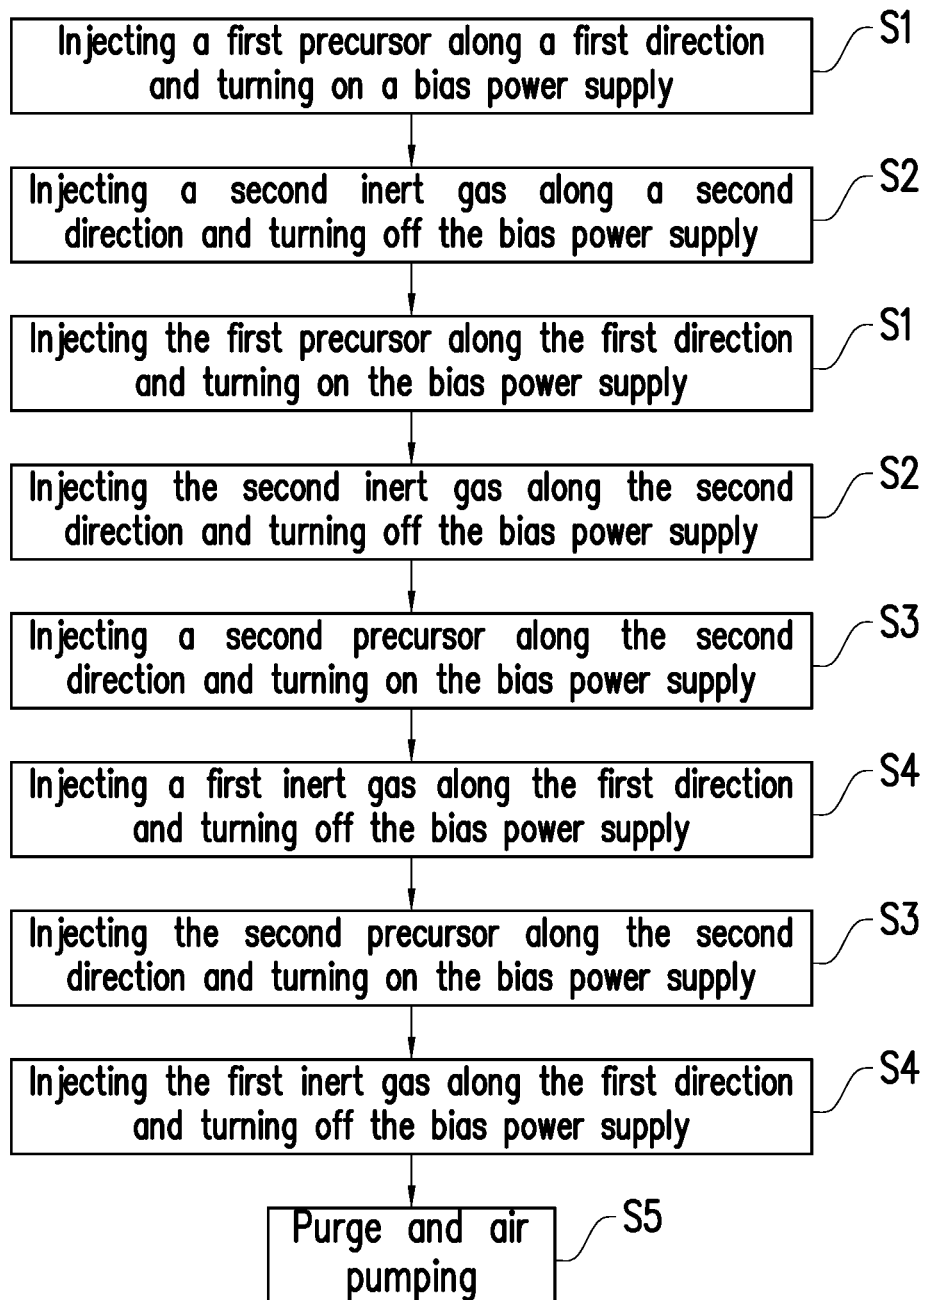 Injecting a first precursor along a first direction
and turning on a bias power supply
S1
Injecting a second inert gas along a second
direction and turning off the bias power supply
S2
Injecting the first precursor along the first direction
and turning on the bias power supply
S1
Injecting the second inert gas along the second
direction and turning off the bias power supply
S2
Injecting a second precursor along the second
direction and turning on the bias power supply
S3
Injecting a first inert gas along the first direction
and turning off the bias power supply
S4
Injecting the second precursor along the second
direction and turning on the bias power supply
S3
Injecting the first inert gas along the first direction
and turning off the bias power supply
S4
Purge and air
pumping
S5